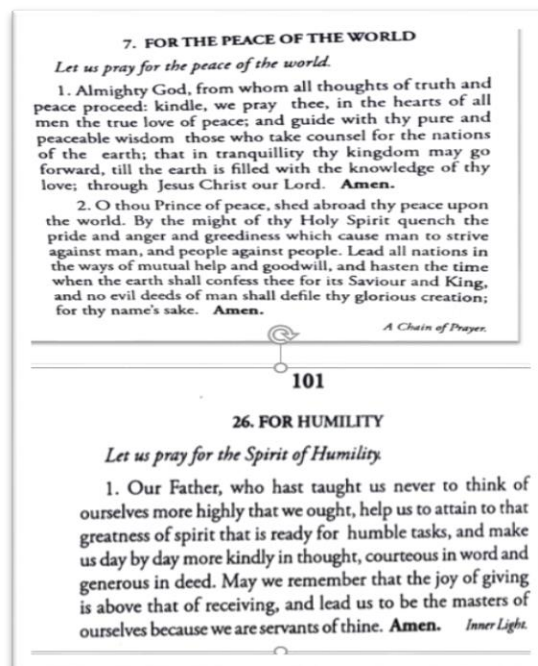 7. FOR THE PEACE OF THE WORLD
Let us pray for the peace of the world.
1. Almighty God, from whom all thoughts of truth and
peace proceed: kindle, we pray thee, in the hearts of all
men the true love of peace; and guide with thy pure and
peaceable wisdom those who take counsel for the nations
of the earth; that in tranquillity thy kingdom may go
forward, till the earth is filled with the knowledge of thy
love; through Jesus Christ our Lord. Amen.
2. O thou Prince of peace, shed abroad thy peace upon
the world. By the might of thy Holy Spirit quench the
pride and anger and greediness which cause man to strive
against man, and people against people. Lead all nations in
the ways of mutual help and goodwill, and hasten the time
when the earth shall confess thee for its Saviour and King,
and no evil deeds of man shall defile thy glorious creation;
for thy name's sake. Amen.
A Chain of Prayer.
101
26. FOR HUMILITY
Let us pray for the Spirit of Humility.
1. Our Father, who hast taught us never to think of
ourselves more highly that we ought, help us to attain to that
greatness of spirit that is ready for humble tasks, and make
us day by day more kindly in thought, courteous in word and
generous in deed. May we remember that the joy of giving
is above that of receiving, and lead us to be the masters of
ourselves because we are servants of thine. Amen. Inner Light.